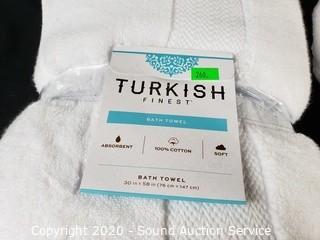 260.
TURKISH
FINEST
BATH TOWEL
ABSORBENT 100% COTTON SOFT
BATH TOWEL
30 in x 58 in (76 cm x 147 cm)
Copyright 2020 - Sound Auction Service